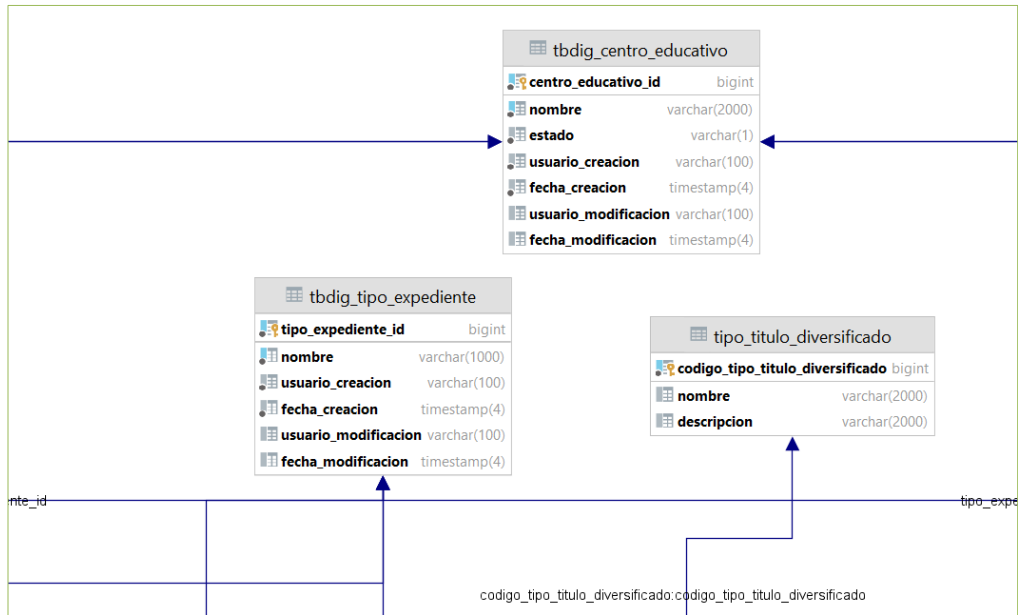 tbdig_centro_educativo
centro_educativo_id bigint
nombre varchar(2000)
estado varchar(1)
usuario_creacion varchar(100)
fecha_creacion timestamp(4)
usuario_modificacion varchar(100)
fecha_modificacion timestamp(4)
tbdig_tipo_expediente
tipo_expediente_id bigint
nombre varchar(1000)
usuario_creacion varchar(100)
fecha_creacion timestamp(4)
usuario_modificacion varchar(100)
fecha_modificacion timestamp(4)
tipo_titulo_diversificado
codigo_tipo_titulo_diversificado bigint
nombre varchar(2000)
descripcion varchar(2000)
nte_id
tipo_expe
codigo_tipo_titulo_diversificado:codigo_tipo_titulo_diversificado